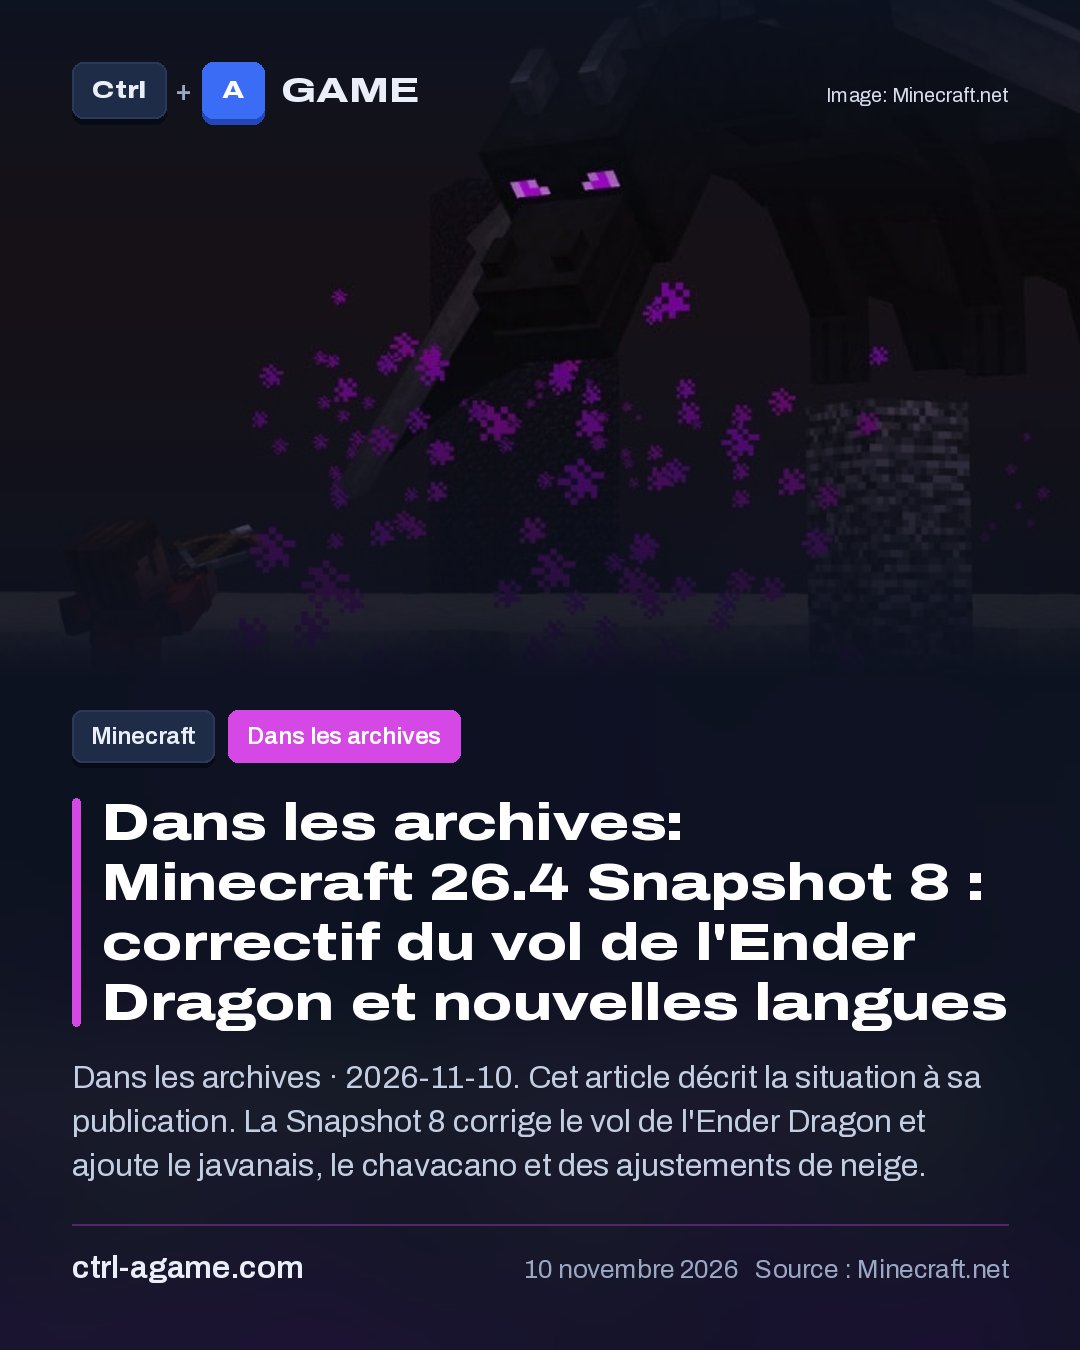 Ctrl + A GAME
Image: Minecraft.net
Minecraft
Dans les archives
Dans les archives:
Minecraft 26.4 Snapshot 8 :
correctif du vol de l'Ender
Dragon et nouvelles langues
Dans les archives · 2026-11-10. Cet article décrit la situation à sa
publication. La Snapshot 8 corrige le vol de l'Ender Dragon et
ajoute le javanais, le chavacano et des ajustements de neige.
ctrl-agame.com
10 novembre 2026 Source : Minecraft.net